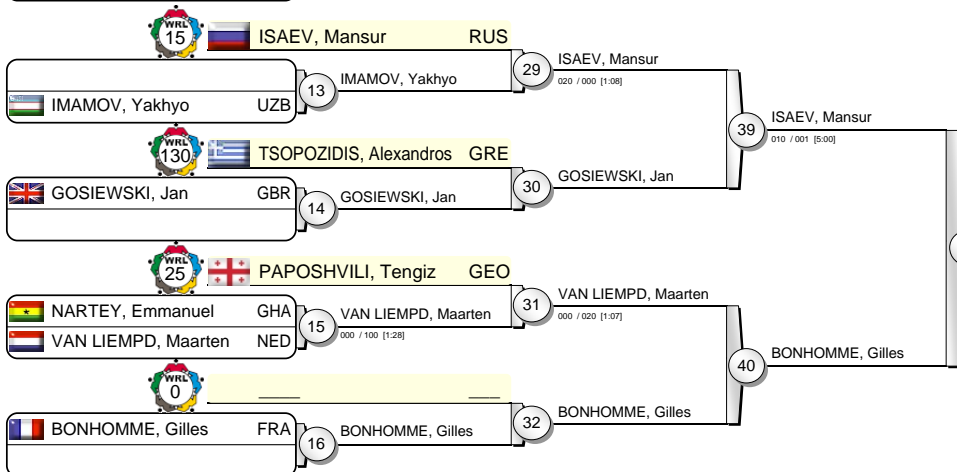 WRL
15
ISAEV, Mansur RUS
IMAMOV, Yakhyo UZB
13
IMAMOV, Yakhyo
29
ISAEV, Mansur
020 / 000 [1:08]
WRL
130
TSOPOZIDIS, Alexandros GRE
GOSIEWSKI, Jan GBR
14
GOSIEWSKI, Jan
30
GOSIEWSKI, Jan
39
ISAEV, Mansur
010 / 001 [5:00]
WRL
25
PAPOSHVILI, Tengiz GEO
NARTEY, Emmanuel GHA
VAN LIEMPD, Maarten NED
15
VAN LIEMPD, Maarten
000 / 100 [1:28]
31
VAN LIEMPD, Maarten
000 / 020 [1:07]
WRL
0
____ ___
BONHOMME, Gilles FRA
16
BONHOMME, Gilles
32
BONHOMME, Gilles
40
BONHOMME, Gilles